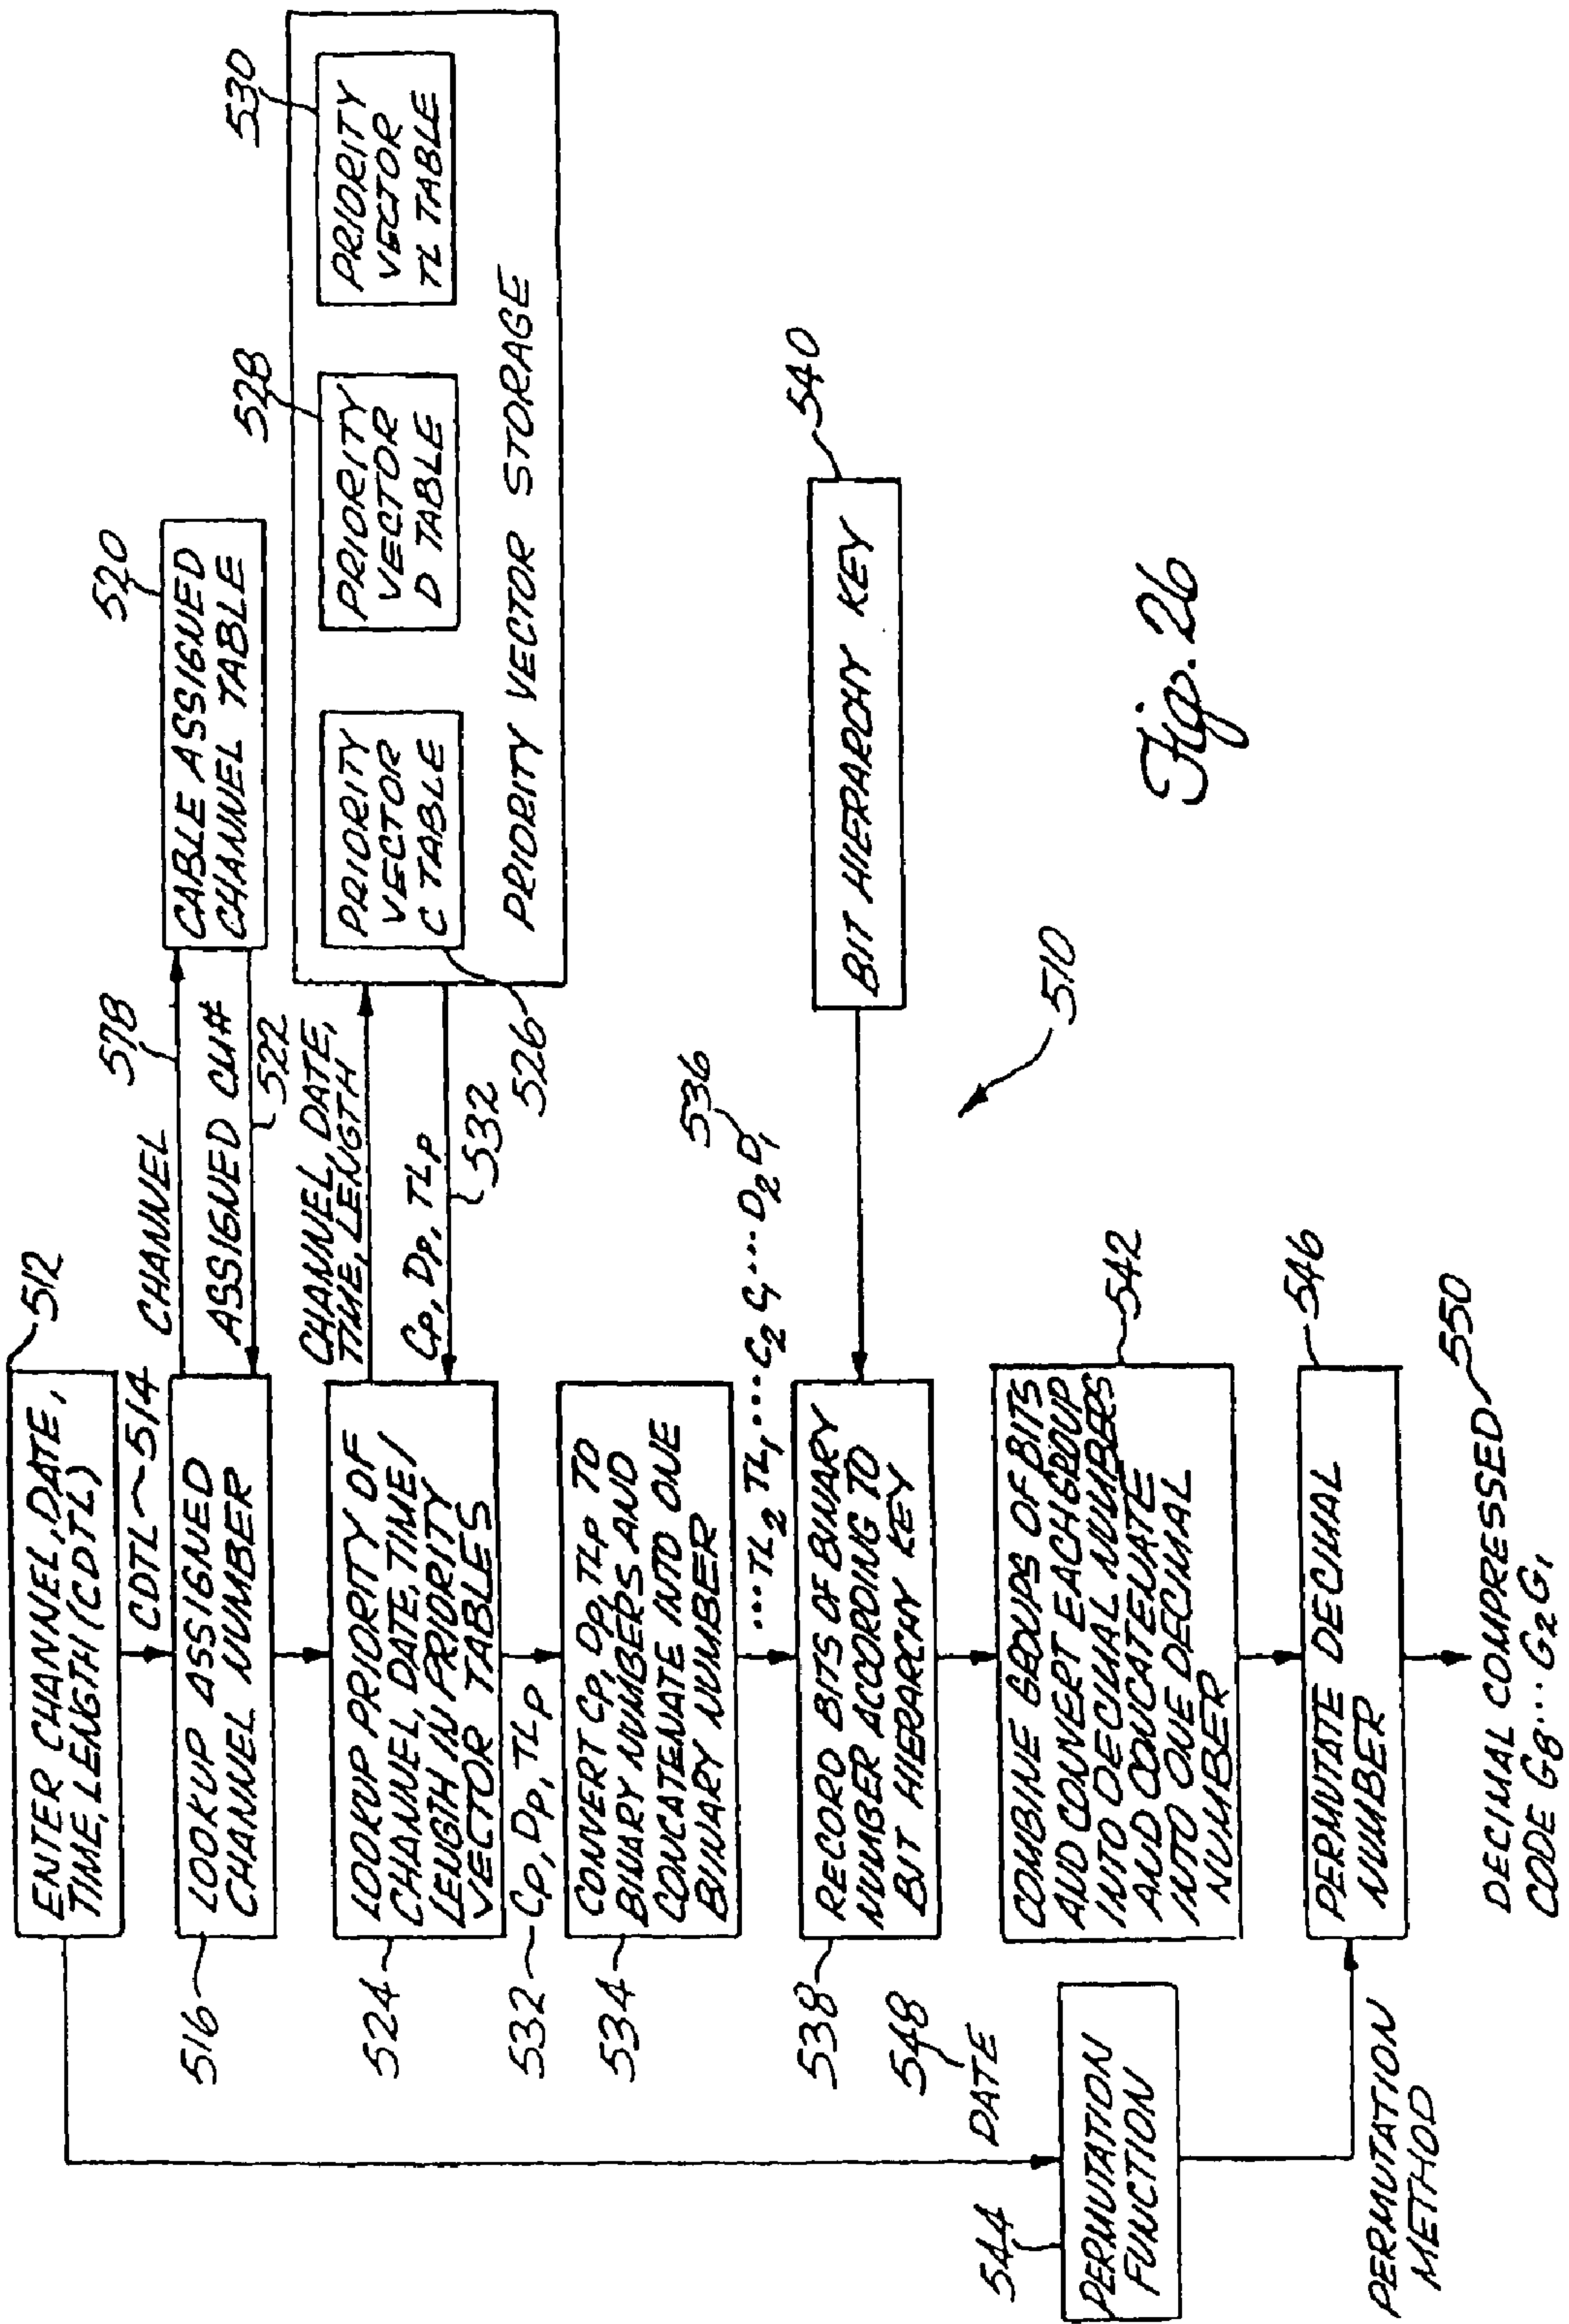 512
ENTER CHANNEL, DATE,
TIME, LENGTH (CDTL)
CDTL 514
516
LOOKUP ASSIGNED
CHANNEL NUMBER
CHANNEL
578
ASSIGNED CH#
522
520
CABLE ASSIGNED
CHANNEL TABLE
524
LOOKUP PRIORITY OF
CHANNEL, DATE, TIME/
LENGTH IN PRIORITY
VECTOR TABLES
CHANNEL, DATE,
TIME, LENGTH
CP, DP, TLP
532
526
PRIORITY
VECTOR
C TABLE
528
PRIORITY
VECTOR
D TABLE
530
PRIORITY
VECTOR
TL TABLE
PRIORITY VECTOR STORAGE
532 CP, DP, TLP
534
CONVERT CP, DP, TLP TO
BINARY NUMBERS AND
CONCATENATE INTO ONE
BINARY NUMBER
...TL2 TL1...C2 C1...D2 D1
536
538
RECORD BITS OF BINARY
NUMBER ACCORDING TO
BIT HIERARCHY KEY
540
BIT HIERARCHY KEY
510
542
COMBINE GROUPS OF BITS
AND CONVERT EACH GROUP
INTO DECIMAL NUMBERS
AND CONCATENATE
INTO ONE DECIMAL
NUMBER
548
DATE
544
PERMUTATION
FUNCTION
PERMUTATION
METHOD
546
PERMUTATE DECIMAL
NUMBER
DECIMAL COMPRESSED
CODE G8...G2G1
550
Fig. 26